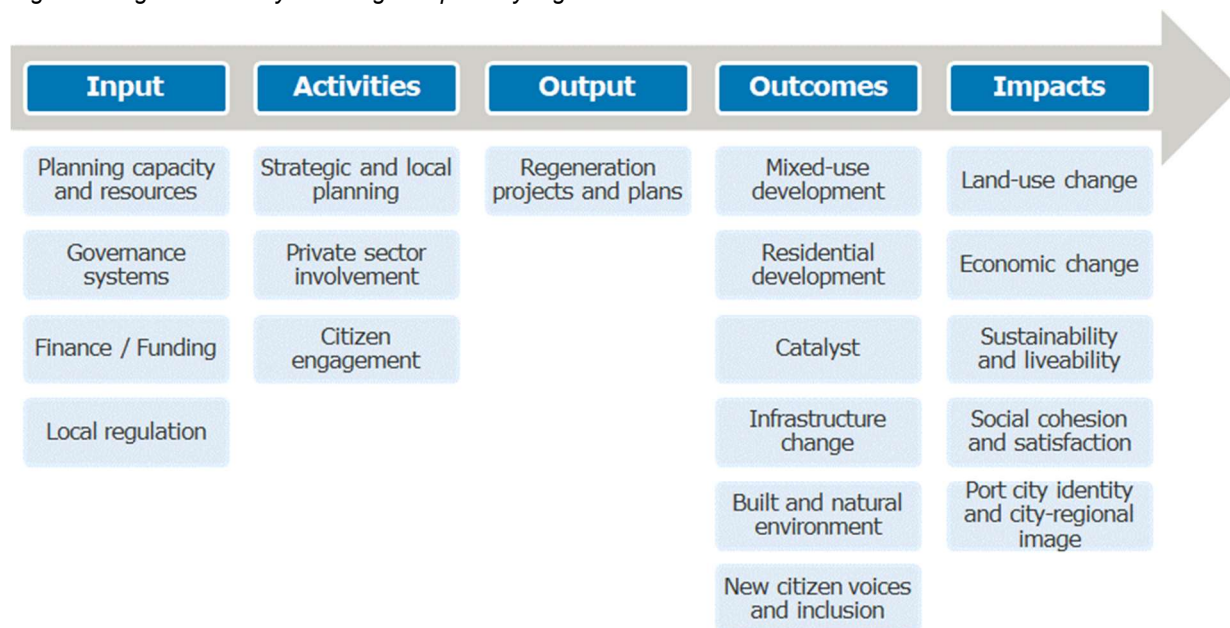 Input
Activities
Output
Outcomes
Impacts
Planning capacity
and resources
Governance
systems
Finance / Funding
Local regulation
Strategic and local
planning
Private sector
involvement
Citizen
engagement
Regeneration
projects and plans
Mixed-use
development
Residential
development
Catalyst
Infrastructure
change
Built and natural
environment
New citizen voices
and inclusion
Land-use change
Economic change
Sustainability
and liveability
Social cohesion
and satisfaction
Port city identity
and city-regional
image